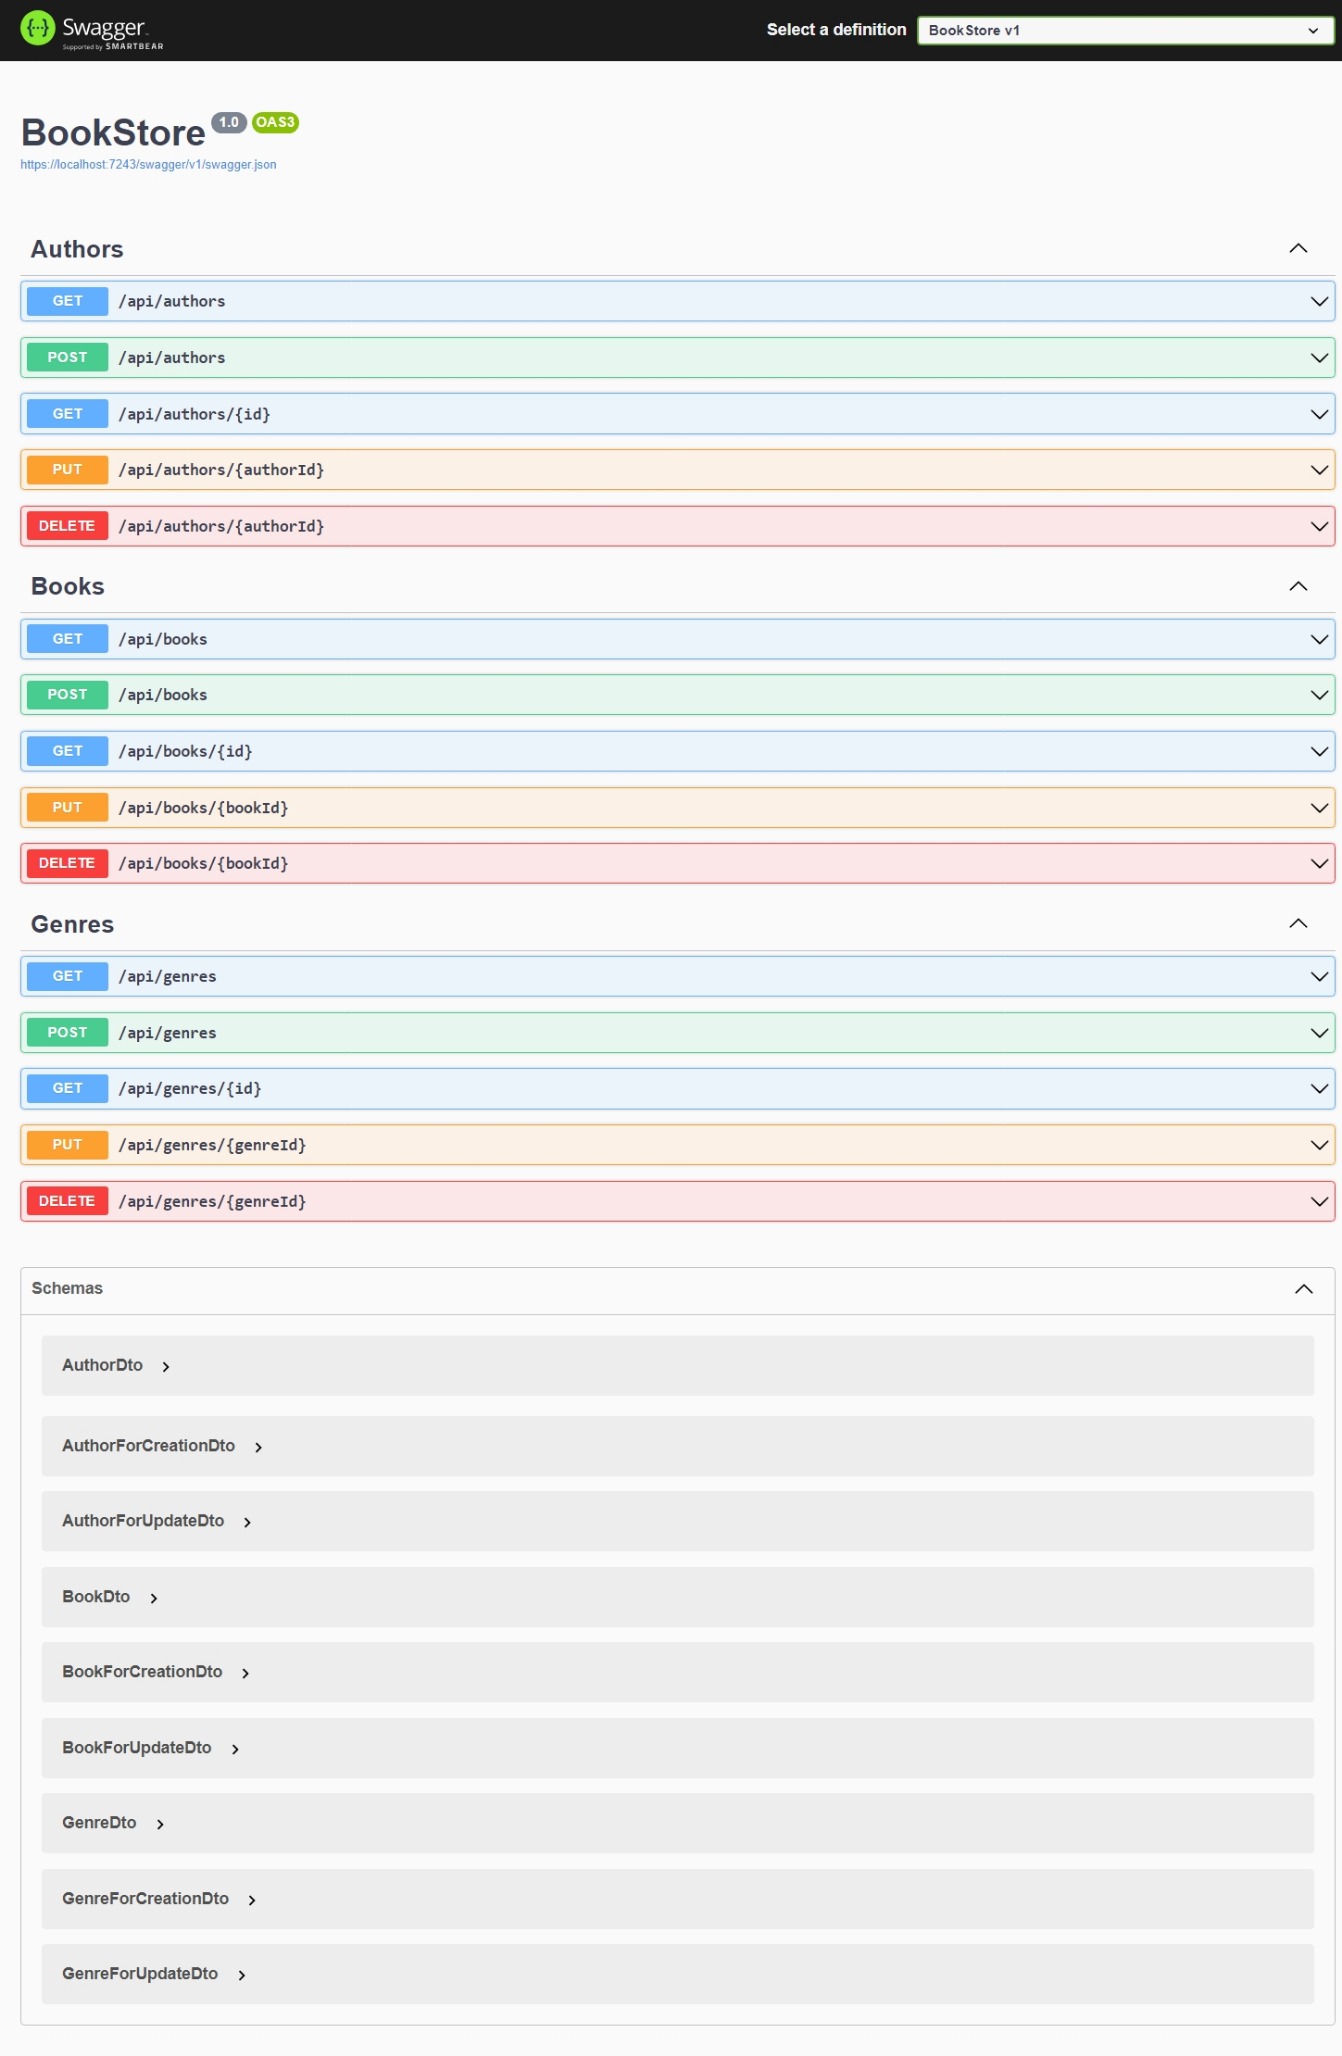 Swagger
Supported by SMARTBEAR
Select a definition
BookStore v1
BookStore 1.0 OAS3
https://localhost:7243/swagger/v1/swagger.json
Authors
GET /api/authors
POST /api/authors
GET /api/authors/{id}
PUT /api/authors/{authorId}
DELETE /api/authors/{authorId}
Books
GET /api/books
POST /api/books
GET /api/books/{id}
PUT /api/books/{bookId}
DELETE /api/books/{bookId}
Genres
GET /api/genres
POST /api/genres
GET /api/genres/{id}
PUT /api/genres/{genreId}
DELETE /api/genres/{genreId}
Schemas
AuthorDto
AuthorForCreationDto
AuthorForUpdateDto
BookDto
BookForCreationDto
BookForUpdateDto
GenreDto
GenreForCreationDto
GenreForUpdateDto